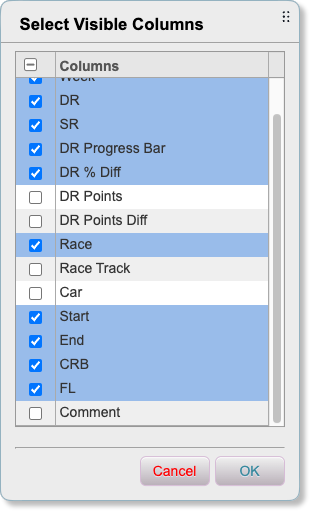 Select Visible Columns
Columns
Week
DR
SR
DR Progress Bar
DR % Diff
DR Points
DR Points Diff
Race
Race Track
Car
Start
End
CRB
FL
Comment
Cancel OK